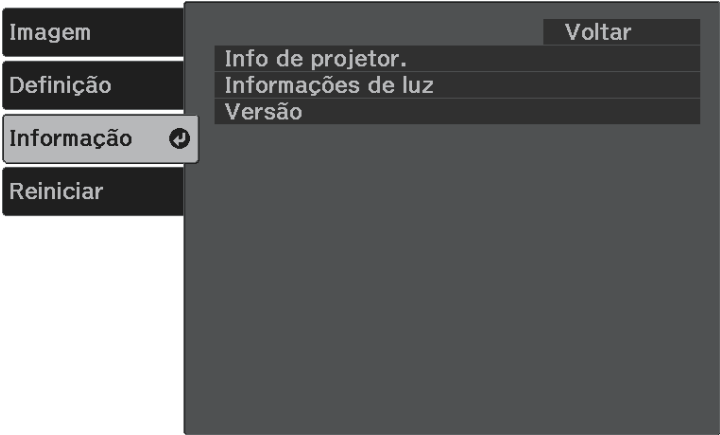 Imagem
Definição
Informação
Reiniciar
Voltar
Info de projetor.
Informações de luz
Versão